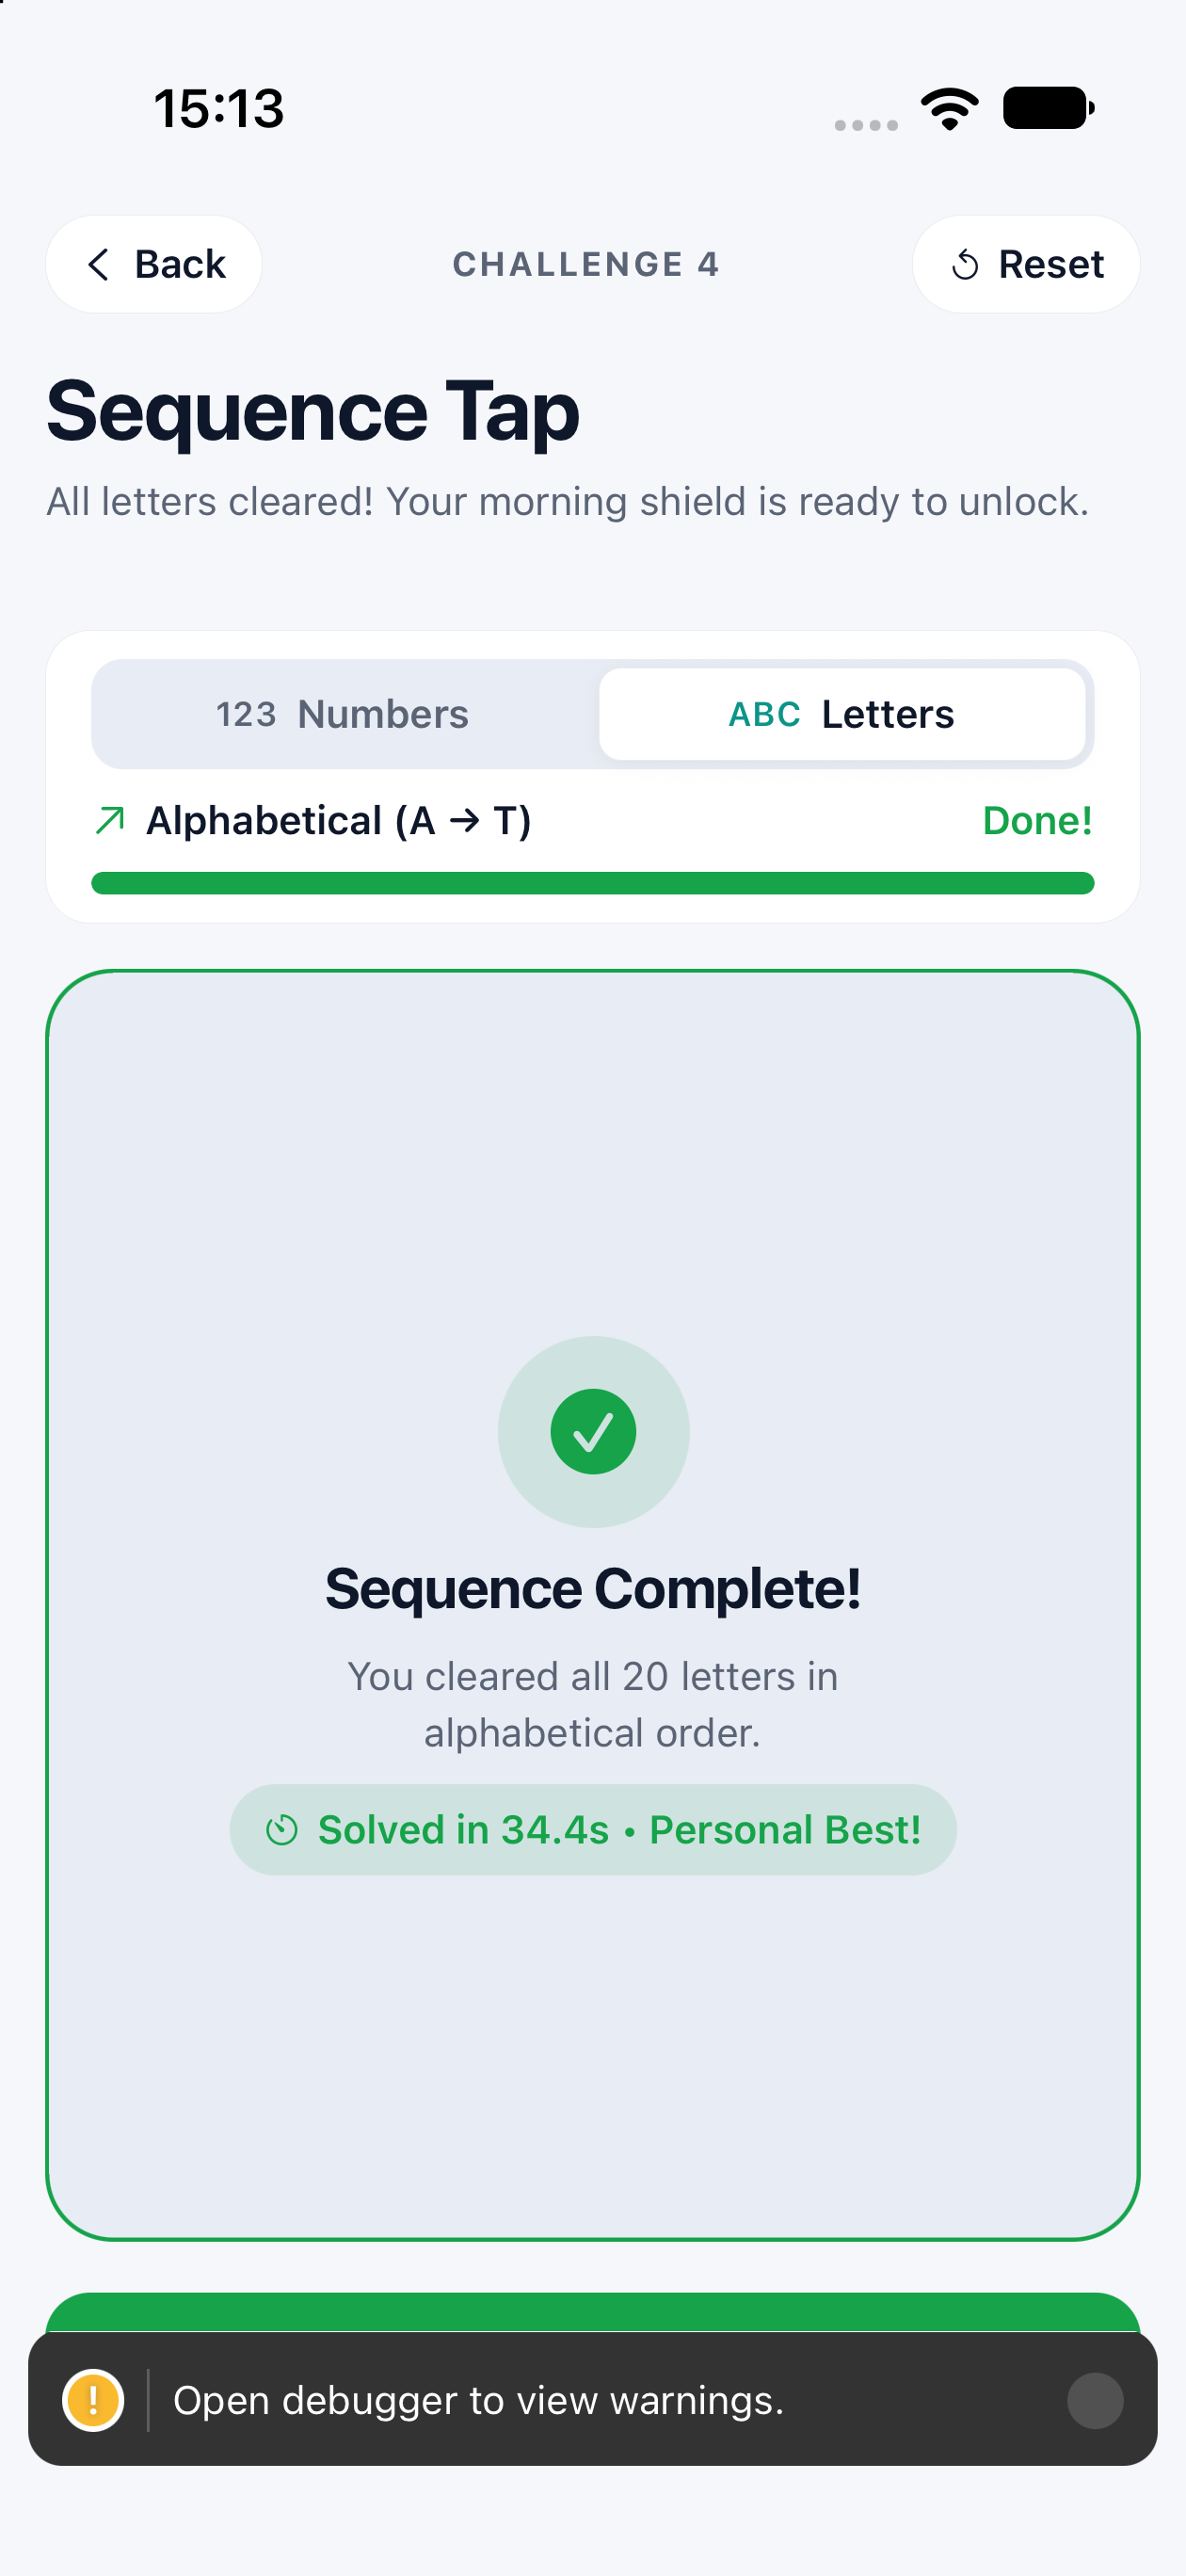 15:13
Back
CHALLENGE 4
Reset
Sequence Tap
All letters cleared! Your morning shield is ready to unlock.
123 Numbers
ABC Letters
Alphabetical (A → T)
Done!
Sequence Complete!
You cleared all 20 letters in
alphabetical order.
Solved in 34.4s • Personal Best!
! Open debugger to view warnings.